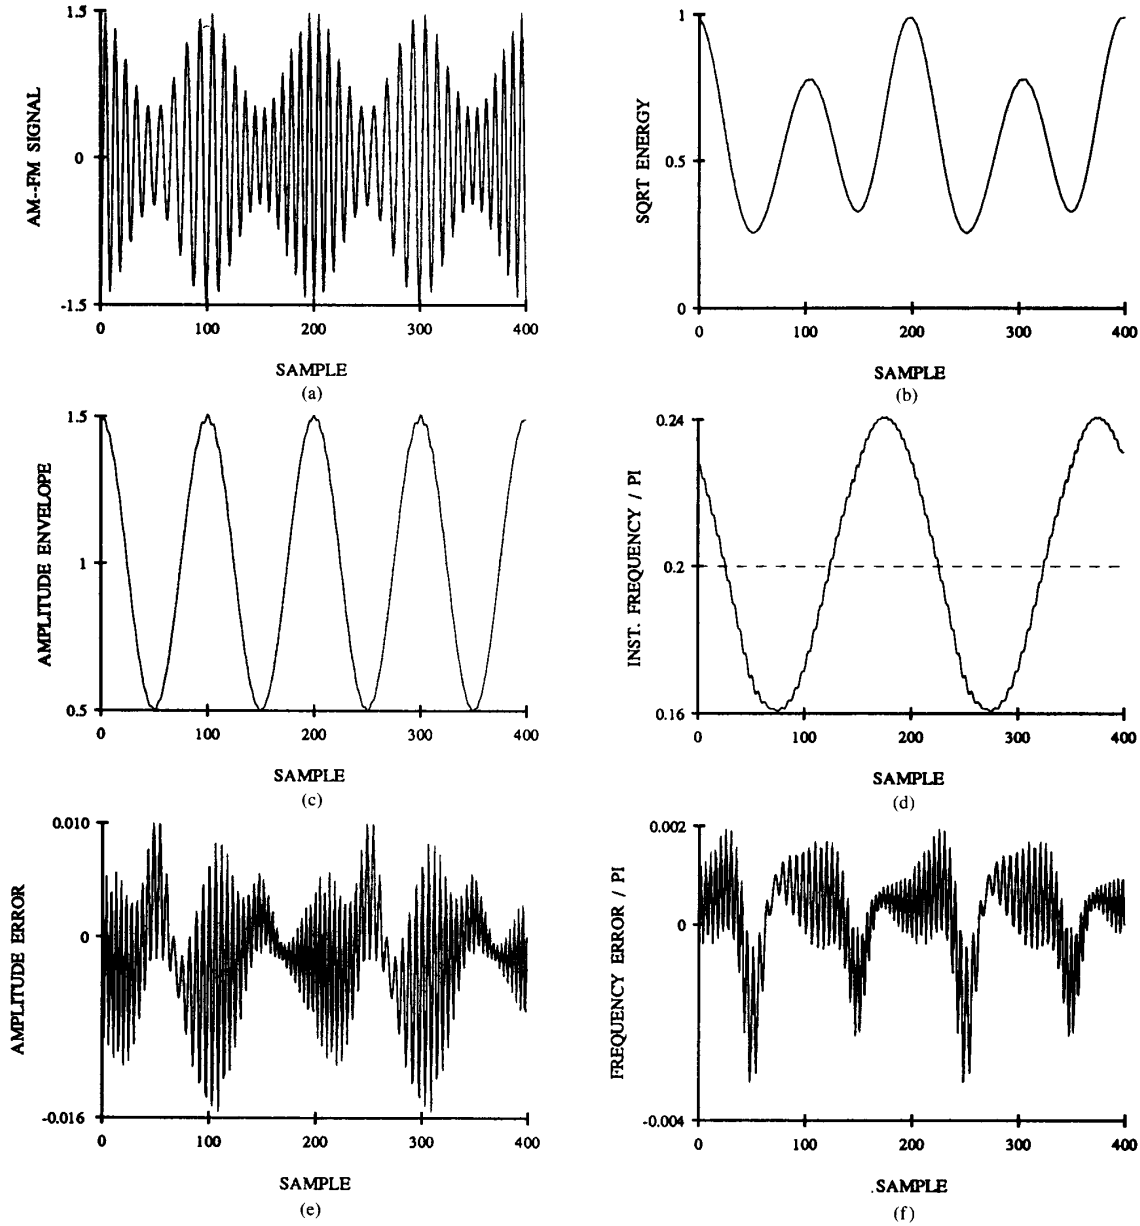 AM--FM SIGNAL
1.5
0
-1.5
0 100 200 300 400
SAMPLE
(a)
SQRT ENERGY
1
0.5
0
0 100 200 300 400
SAMPLE
(b)
AMPLITUDE ENVELOPE
1.5
1
0.5
0 100 200 300 400
SAMPLE
(c)
INST. FREQUENCY / PI
0.24
0.2
0.16
0 100 200 300 400
SAMPLE
(d)
AMPLITUDE ERROR
0.010
0
-0.016
0 100 200 300 400
SAMPLE
(e)
FREQUENCY ERROR / PI
0.002
0
-0.004
0 100 200 300 400
SAMPLE
(f)